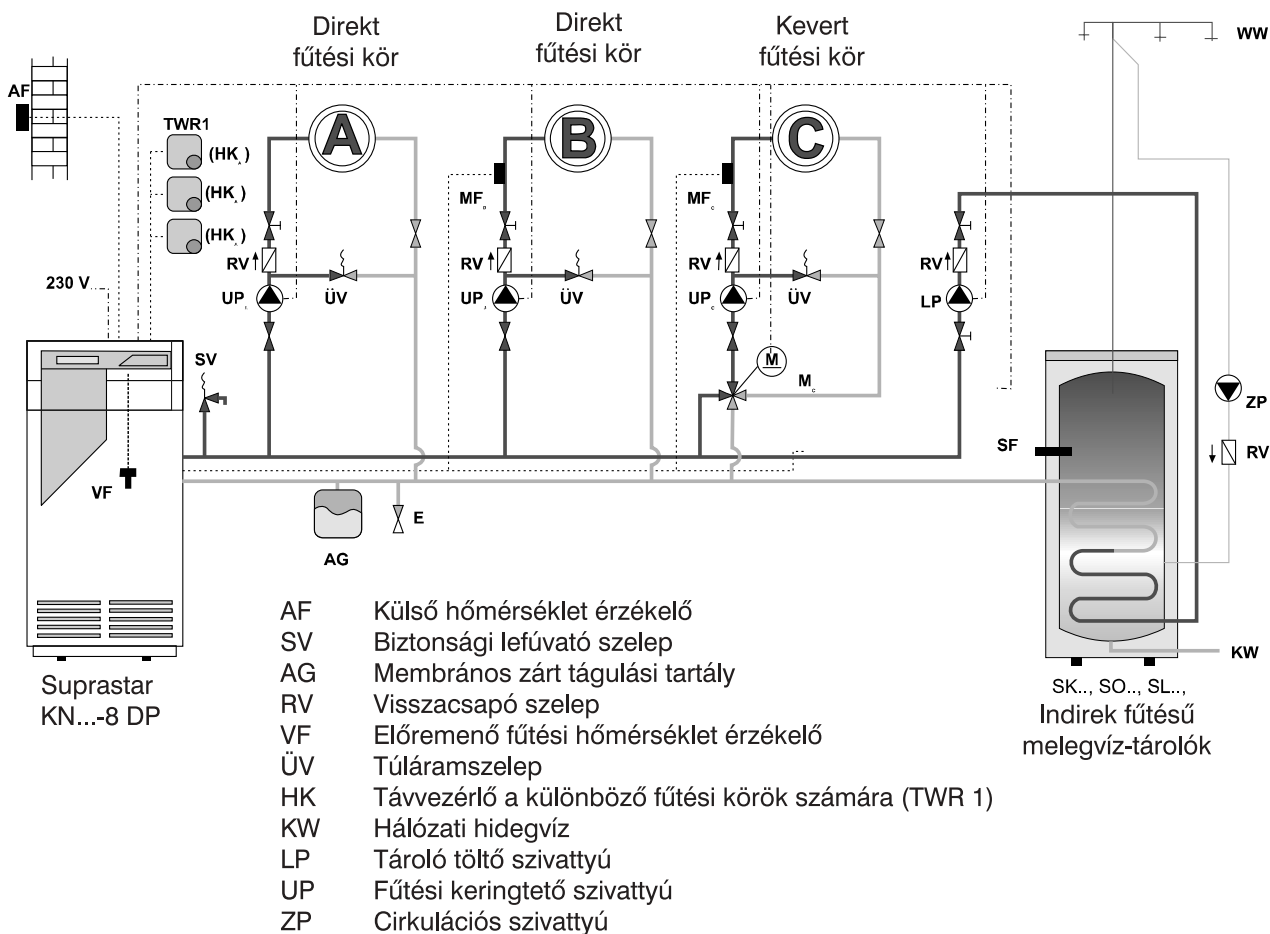 Direkt
fűtési kör
Direkt
fűtési kör
Kevert
fűtési kör
WW
AF
TWR1
A
B
C
(HK A)
(HK A)
(HK A)
MF
MF C
RV
RV
RV
RV
230 V
UP
ÜV
UP A
ÜV
UP C
ÜV
LP
SV
M
M C
ZP
SF
RV
VF
E
AG
KW
Suprastar
KN...-8 DP
SK.., SO.., SL..,
Indirek fűtésű
melegvíz-tárolók
AF Külső hőmérséklet érzékelő
SV Biztonsági lefúvató szelep
AG Membrános zárt tágulási tartály
RV Visszacsapó szelep
VF Előremenő fűtési hőmérséklet érzékelő
ÜV Túláramszelep
HK Távvezérlő a különböző fűtési körök számára (TWR 1)
KW Hálózati hidegvíz
LP Tároló töltő szivattyú
UP Fűtési keringtető szivattyú
ZP Cirkulációs szivattyú